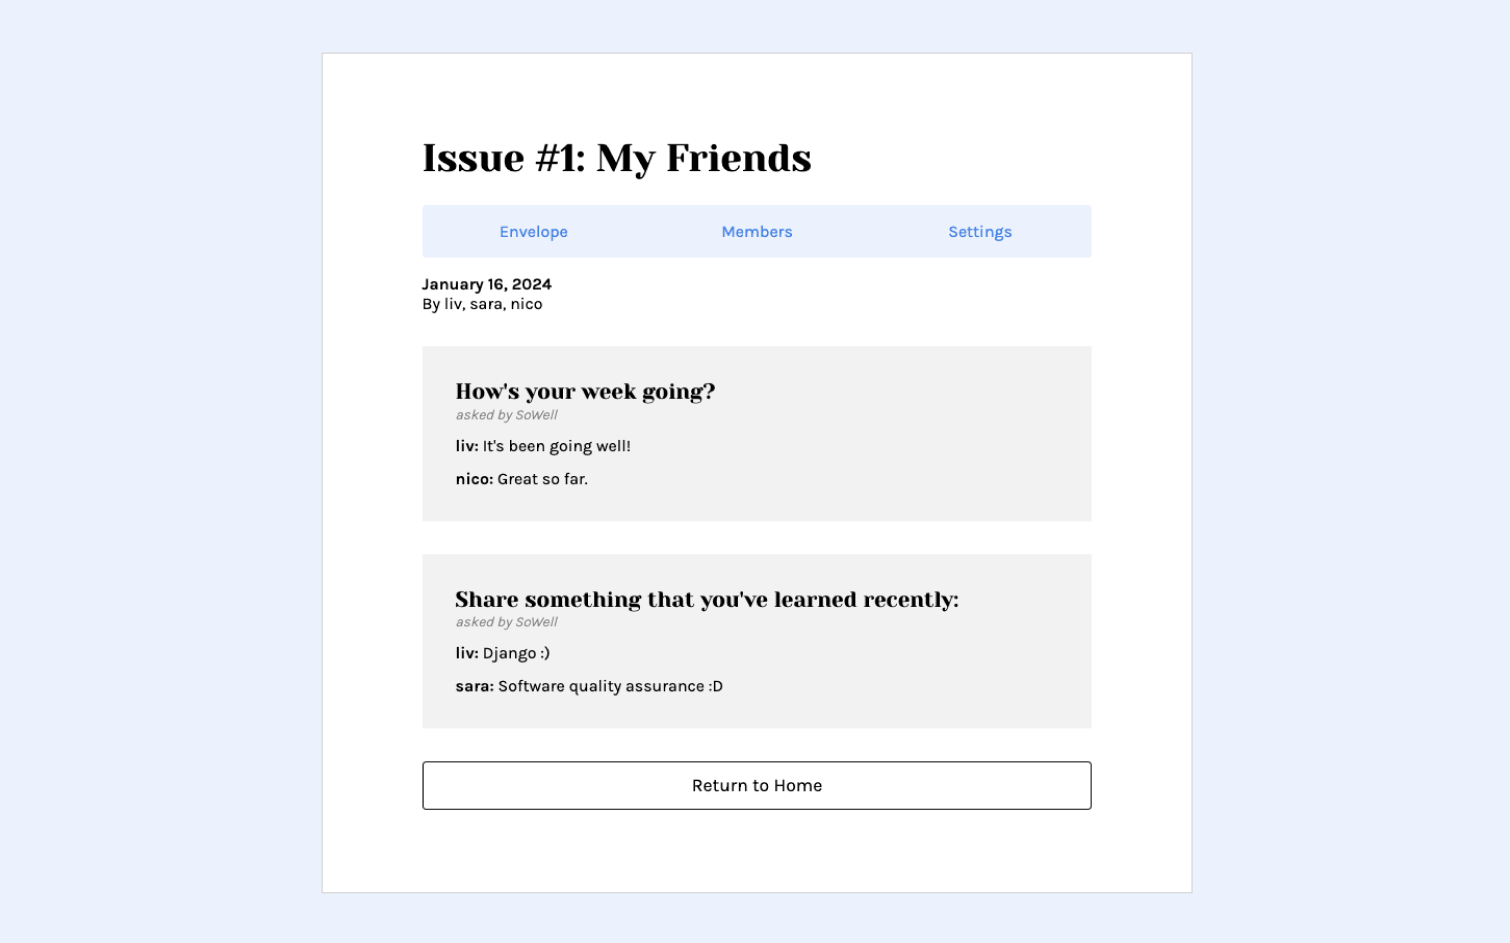 Issue #1: My Friends
Envelope
Members
Settings
January 16, 2024
By liv, sara, nico
How's your week going?
asked by SoWell
liv: It's been going well!
nico: Great so far.
Share something that you've learned recently:
asked by SoWell
liv: Django :)
sara: Software quality assurance :D
Return to Home